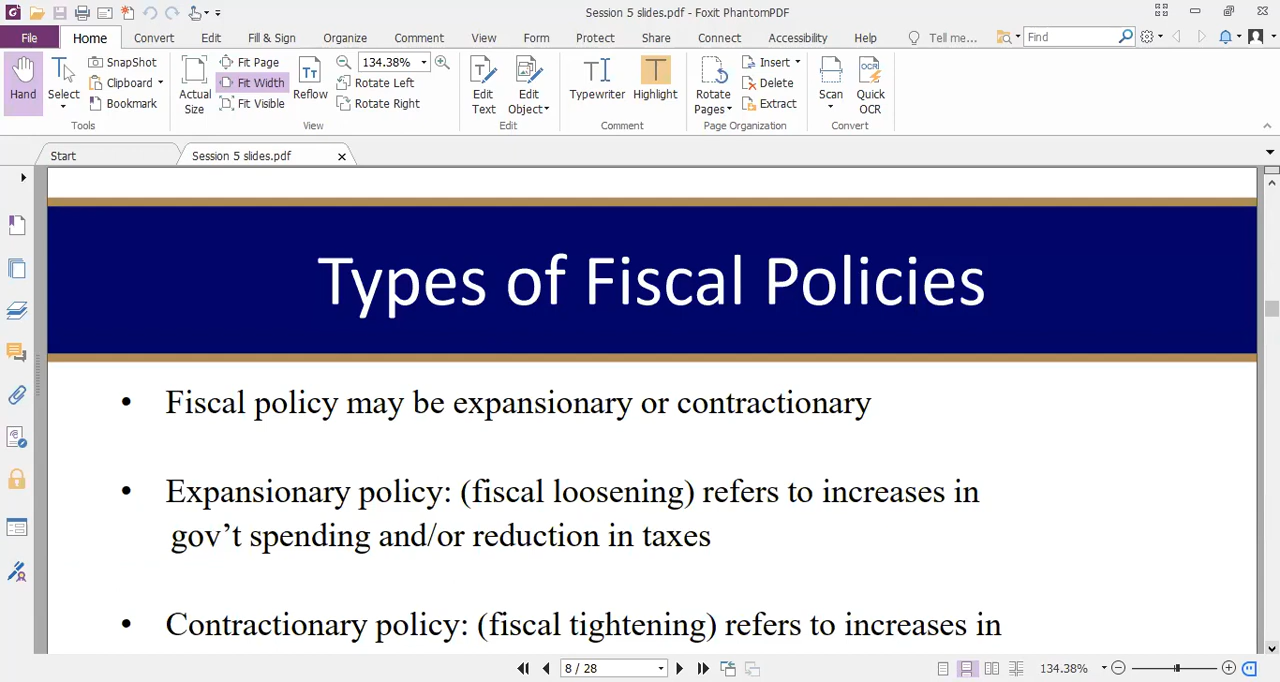 Session 5 slides.pdf - Foxit PhantomPDF
File Home Convert Edit Fill & Sign Organize Comment View Form Protect Share Connect Accessibility Help Tell me... Find
Hand
Select
SnapShot
Clipboard
Bookmark
Tools
Actual Size
Fit Page
Fit Width
Fit Visible
Reflow
134.38%
Rotate Left
Rotate Right
View
Edit Text
Edit Object
Edit
Typewriter
Highlight
Comment
Rotate Pages
Insert
Delete
Extract
Page Organization
Scan
Quick OCR
Convert
Start
Session 5 slides.pdf
Types of Fiscal Policies
• Fiscal policy may be expansionary or contractionary
• Expansionary policy: (fiscal loosening) refers to increases in
gov’t spending and/or reduction in taxes
• Contractionary policy: (fiscal tightening) refers to increases in
8 / 28
134.38%